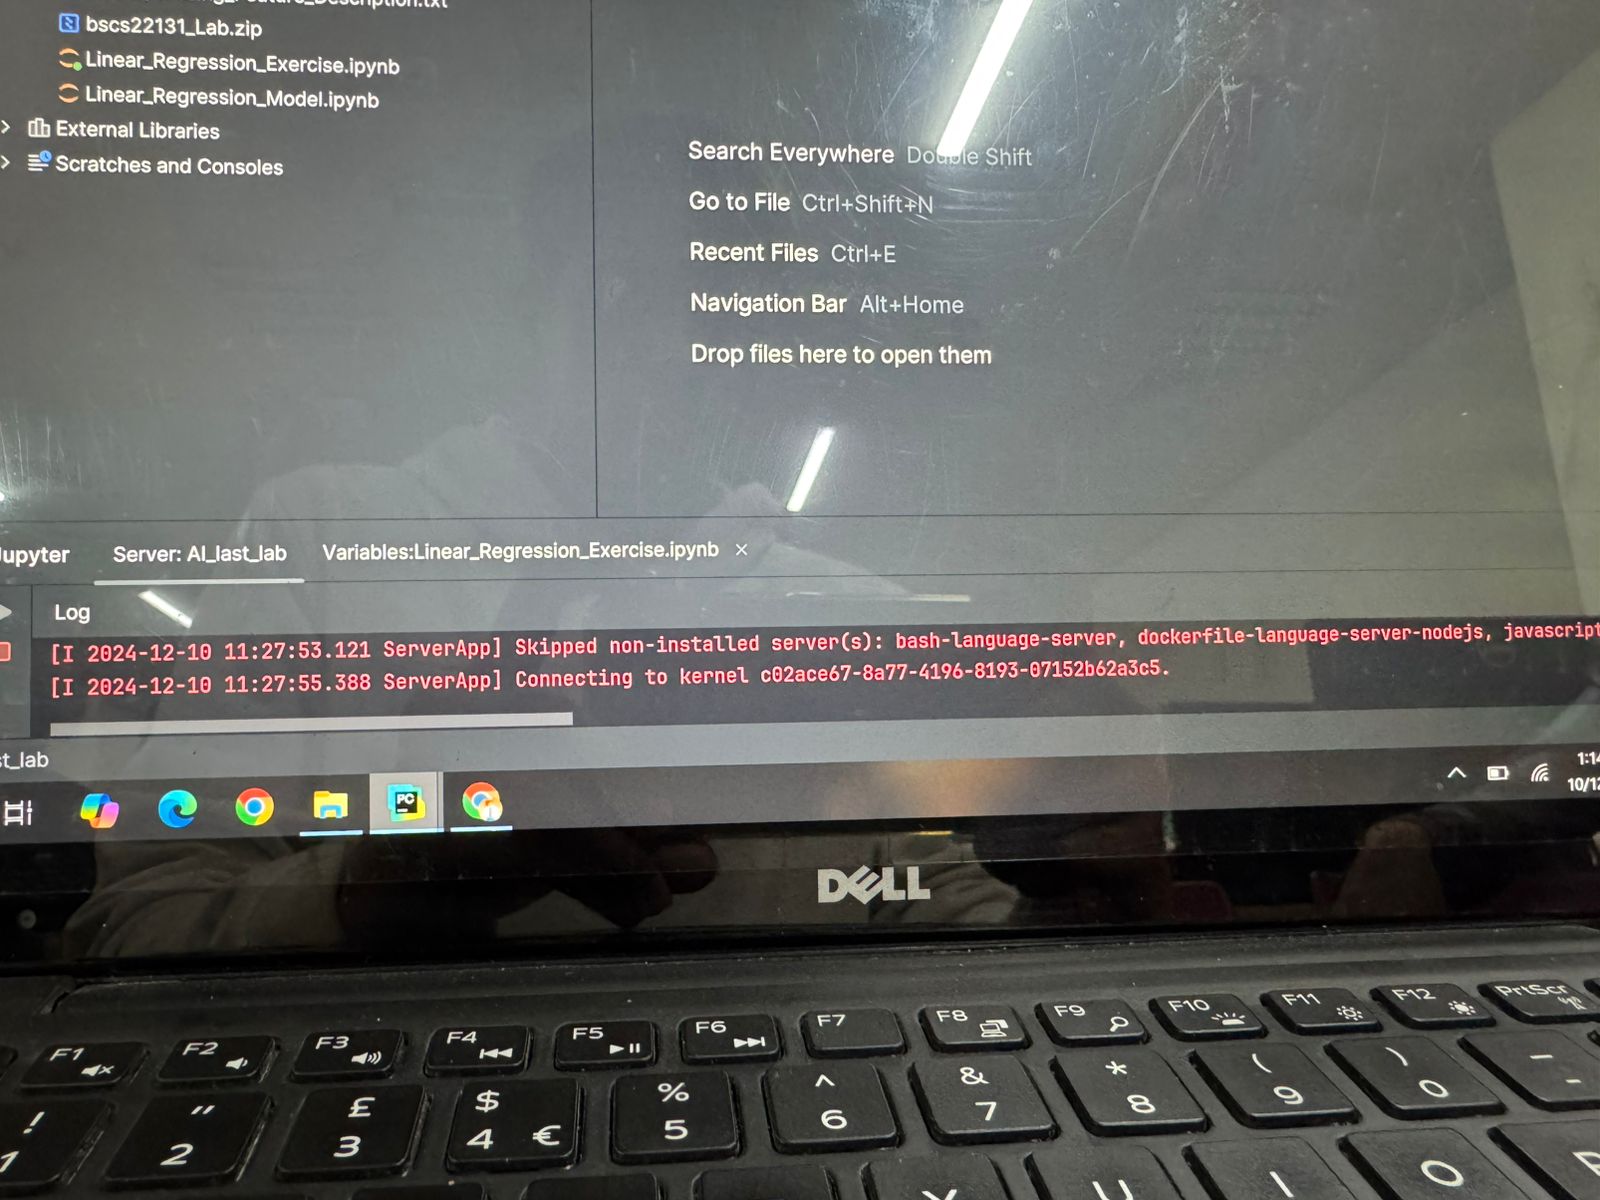 bscs22131_Lab.zip
Linear_Regression_Exercise.ipynb
Linear_Regression_Model.ipynb
External Libraries
Scratches and Consoles
Search Everywhere Double Shift
Go to File Ctrl+Shift+N
Recent Files Ctrl+E
Navigation Bar Alt+Home
Drop files here to open them
Jupyter Server: AI_last_lab Variables:Linear_Regression_Exercise.ipynb ×
Log
[I 2024-12-10 11:27:53.121 ServerApp] Skipped non-installed server(s): bash-language-server, dockerfile-language-server-nodejs, javascript
[I 2024-12-10 11:27:55.388 ServerApp] Connecting to kernel c02ace67-8a77-4196-8193-07152b62a3c5.
st_lab
PC
1:14
10/12
DELL
F1 F2 F3 F4 F5 F6 F7 F8 F9 F10 F11 F12 PrtScr
! " £ $ % ^ & * ( ) _
1 2 3 4 € 5 6 7 8 9 0 -
Y U I O P